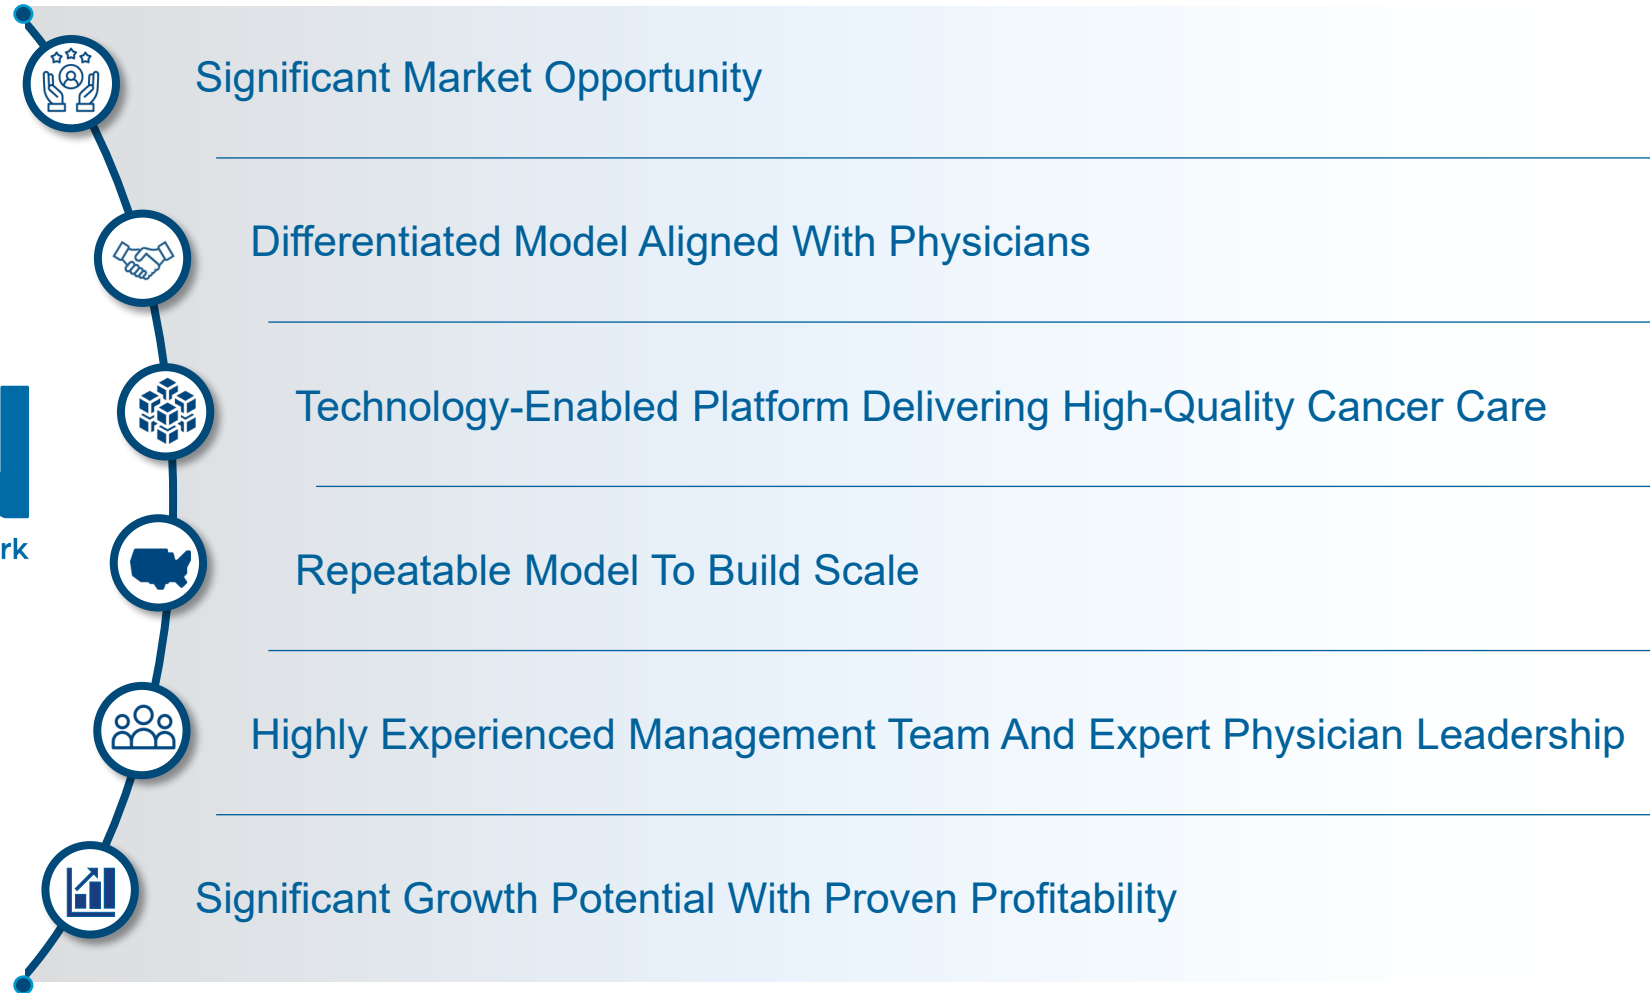 Significant Market Opportunity
Differentiated Model Aligned With Physicians
Technology-Enabled Platform Delivering High-Quality Cancer Care
rk
Repeatable Model To Build Scale
Highly Experienced Management Team And Expert Physician Leadership
Significant Growth Potential With Proven Profitability